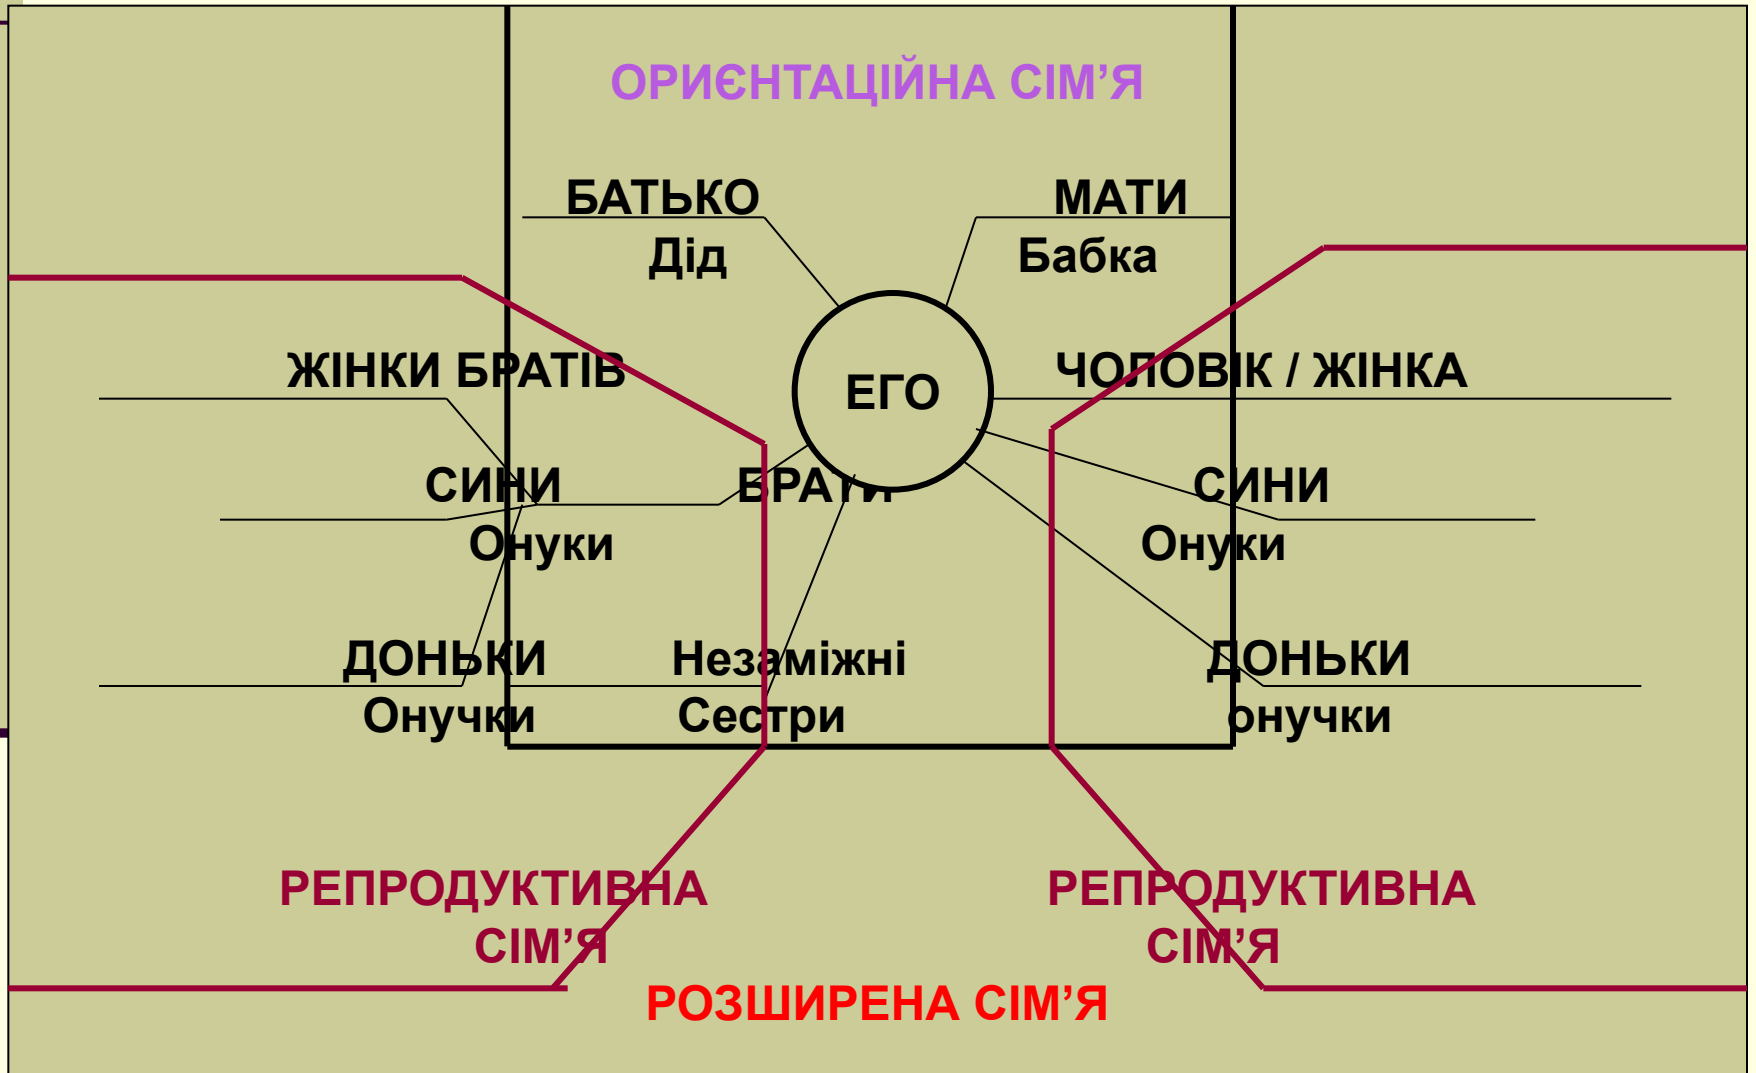 ОРИЄНТАЦІЙНА СІМ’Я
БАТЬКО МАТИ
Дід Бабка
ЖІНКИ БРАТІВ ЕГО ЧОЛОВІК / ЖІНКА
СИНИ БРАТИ СИНИ
Онуки Онуки
ДОНЬКИ Незаміжні ДОНЬКИ
Онучки Сестри онучки
РЕПРОДУКТИВНА РЕПРОДУКТИВНА
СІМ’Я СІМ’Я
РОЗШИРЕНА СІМ’Я